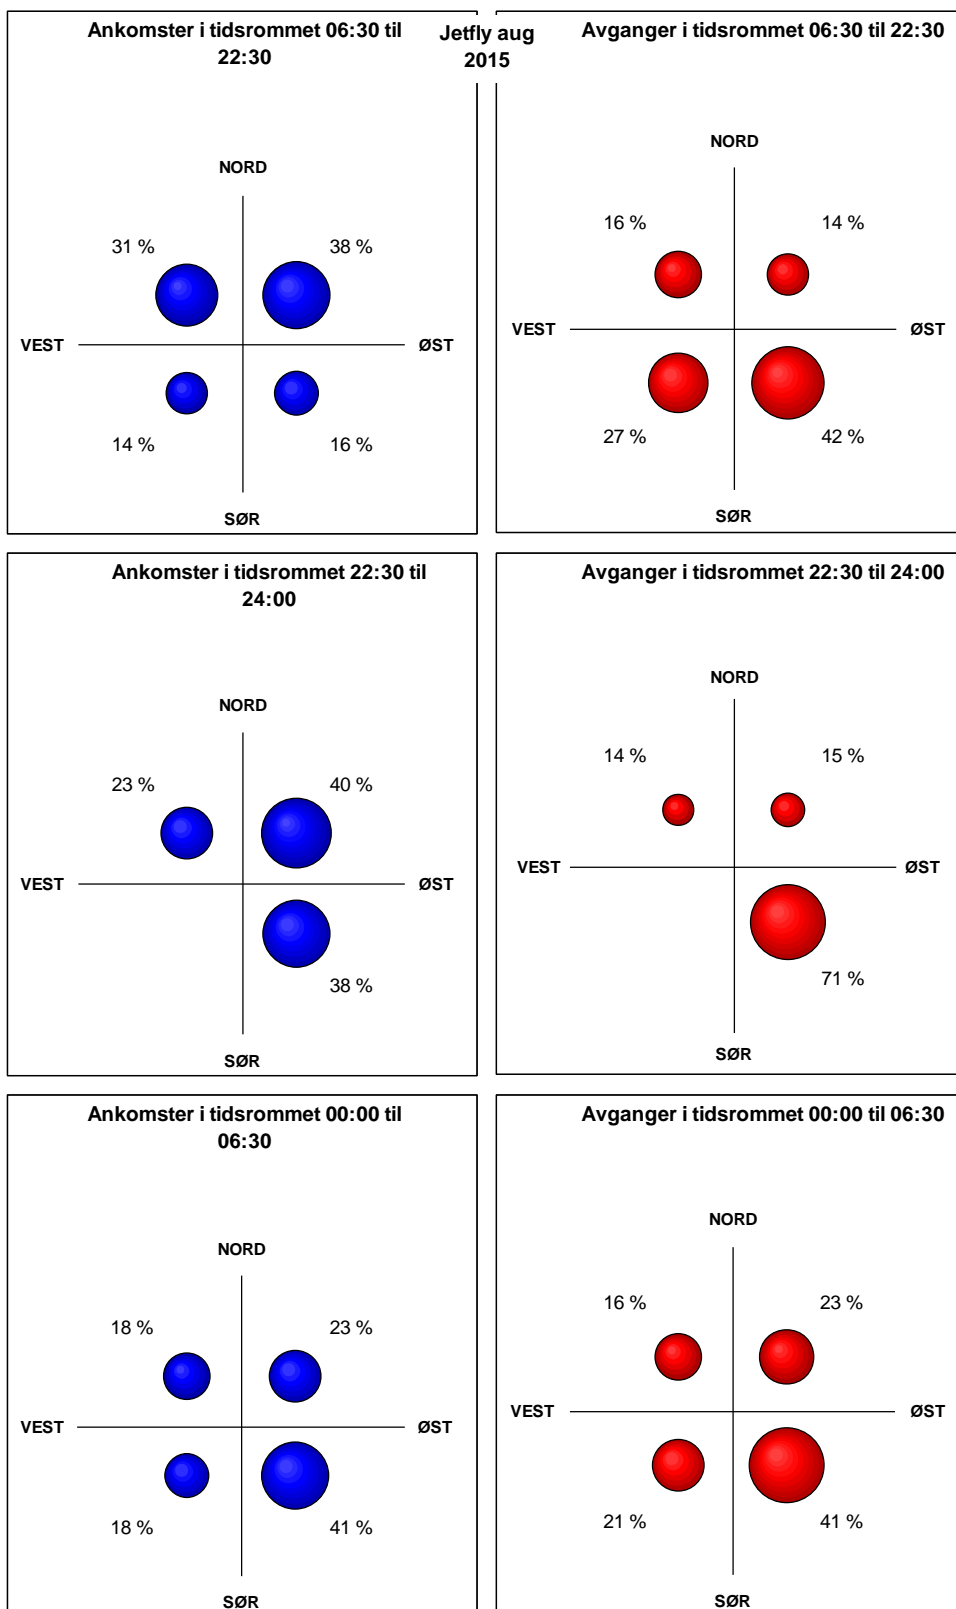 Jetfly aug
2015
Ankomster i tidsrommet 06:30 til
22:30
NORD
31 %
38 %
VEST
ØST
14 %
16 %
SØR
Avganger i tidsrommet 06:30 til 22:30
NORD
16 %
14 %
VEST
ØST
27 %
42 %
SØR
Ankomster i tidsrommet 22:30 til
24:00
NORD
23 %
40 %
VEST
ØST
38 %
SØR
Avganger i tidsrommet 22:30 til 24:00
NORD
14 %
15 %
VEST
ØST
71 %
SØR
Ankomster i tidsrommet 00:00 til
06:30
NORD
18 %
23 %
VEST
ØST
18 %
41 %
SØR
Avganger i tidsrommet 00:00 til 06:30
NORD
16 %
23 %
VEST
ØST
21 %
41 %
SØR